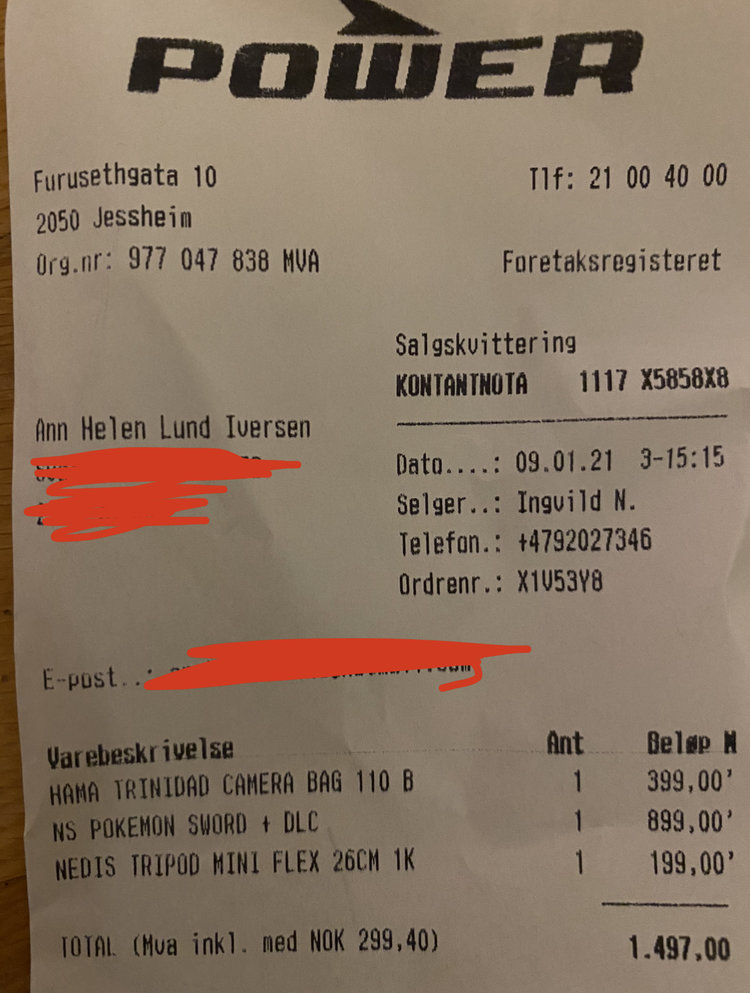 POWER
Furusethgata 10 Tlf: 21 00 40 00
2050 Jessheim
Org.nr: 977 047 838 MVA Foretaksregisteret
Salgskvittering
KONTANTNOTA 1117 X5858X8
Ann Helen Lund Iversen
Dato....: 09.01.21 3-15:15
Selger..: Ingvild N.
Telefon.: +4792027346
Ordrenr.: X1V53Y8
E-post..:
Varebeskrivelse Ant Beløp N
HAMA TRINIDAD CAMERA BAG 110 B 1 399,00'
NS POKEMON SWORD + DLC 1 899,00'
NEDIS TRIPOD MINI FLEX 26CM 1K 1 199,00'
TOTAL (Mva inkl. med NOK 299,40) 1.497,00